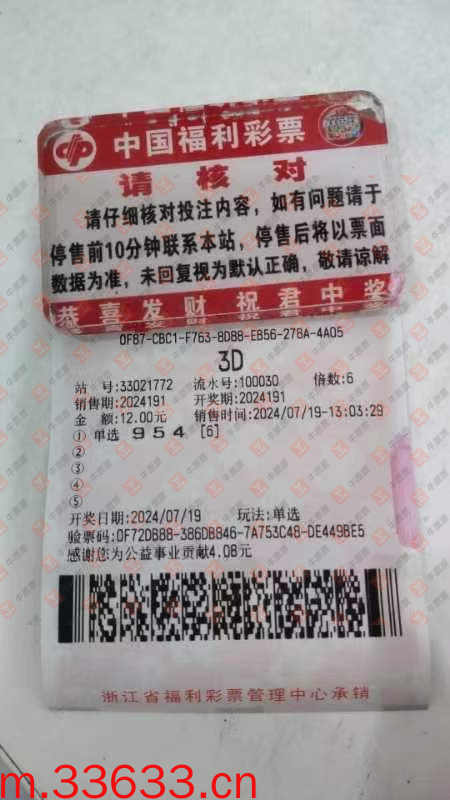 中国福利彩票
请核对
请仔细核对投注内容，如有问题请于
停售前10分钟联系本站，停售后将以票面
数据为准，未回复视为默认正确，敬请谅解
恭喜发财 祝君中奖
0F87-CBC1-F763-8D88-EB56-278A-4A05
3D
站 号:33021772 流水号:100030 倍数:6
销售期:2024191 开奖期:2024191
金 额:12.00元 销售时间:2024/07/19-13:03:29
① 单选 954 [6]
②
③
④
⑤
开奖日期:2024/07/19 玩法:单选
验票码:0F72DB88-386DB846-7A753C48-DE449BE5
感谢您为公益事业贡献4.08元
浙江省福利彩票管理中心承销
m.33633.cn